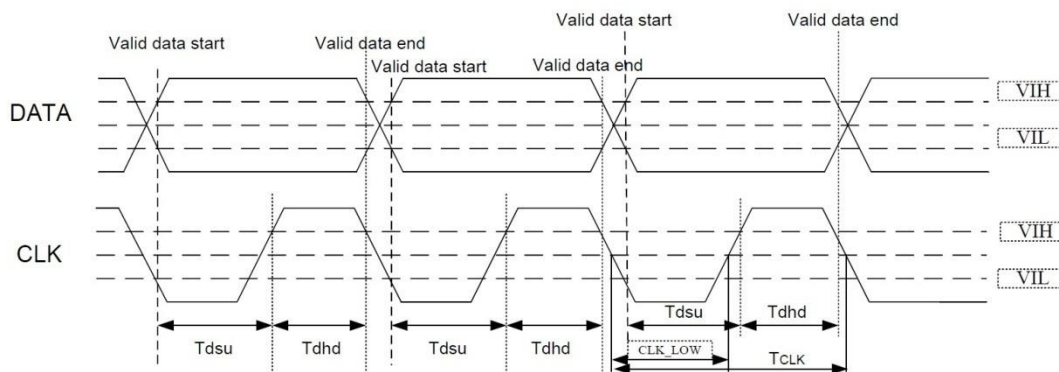 Valid data start
Valid data end
Valid data start
Valid data end
Valid data start
Valid data end
DATA
VIH
VIL
CLK
VIH
VIL
Tdsu
Tdhd
Tdsu
Tdhd
Tdsu
Tdhd
CLK_LOW
TCLK